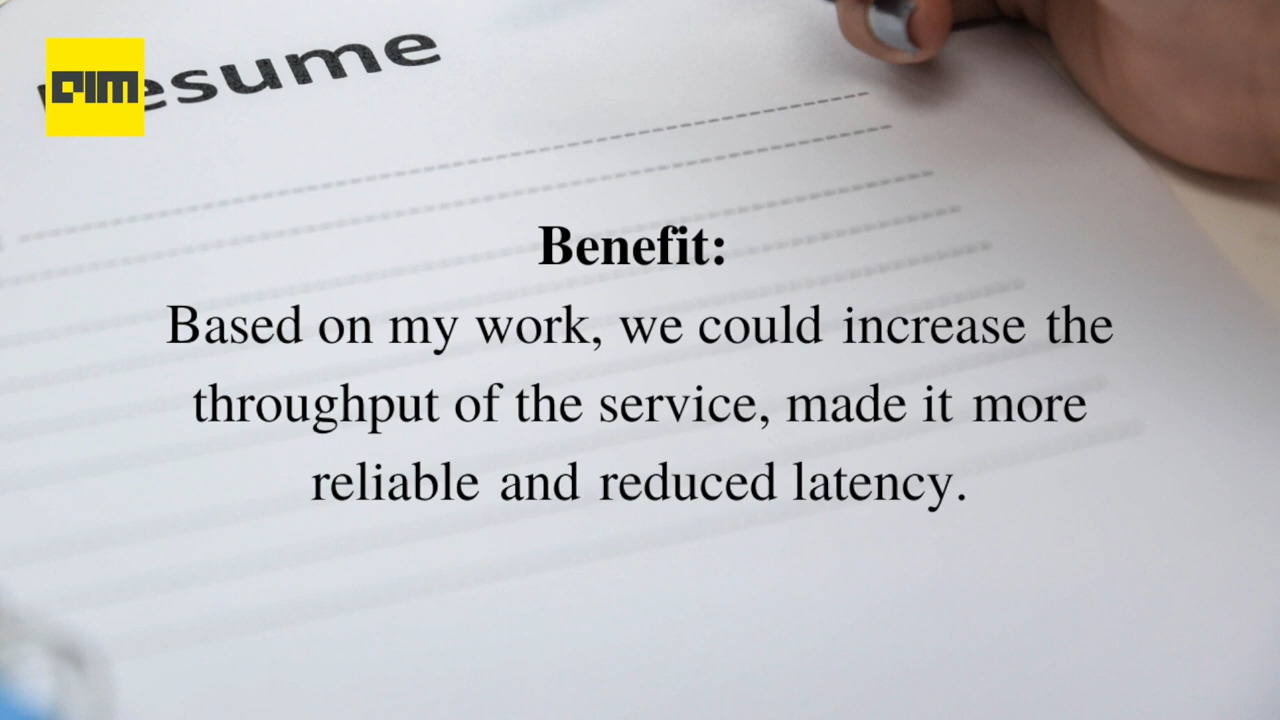 AIM
esume
Benefit:
Based on my work, we could increase the
throughput of the service, made it more
reliable and reduced latency.